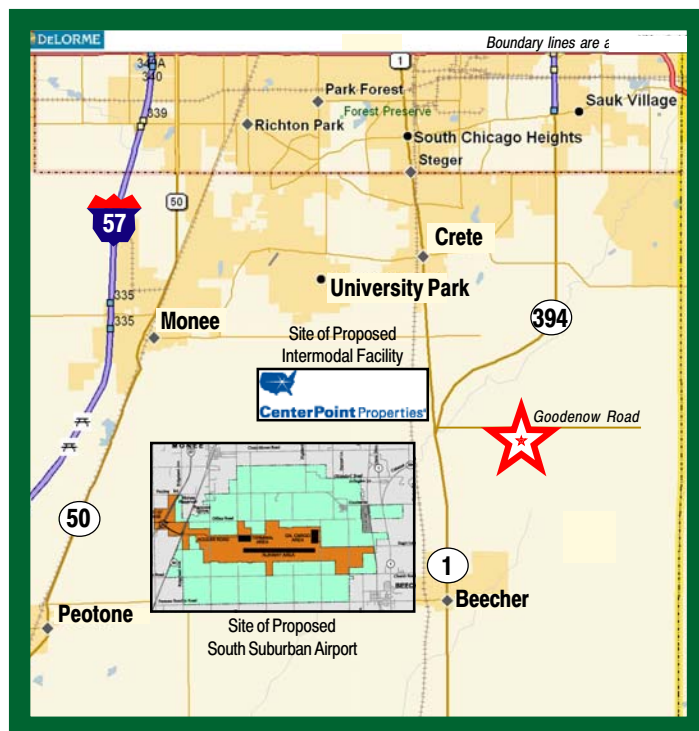 DELORME
Boundary lines are a
340
339
1
Park Forest
Forest Preserve
Sauk Village
Richton Park
South Chicago Heights
Steger
50
57
Crete
University Park
335
335
Monee
394
Site of Proposed
Intermodal Facility
CenterPoint Properties
Goodenow Road
MONEE
50
1
Beecher
Peotone
Site of Proposed
South Suburban Airport